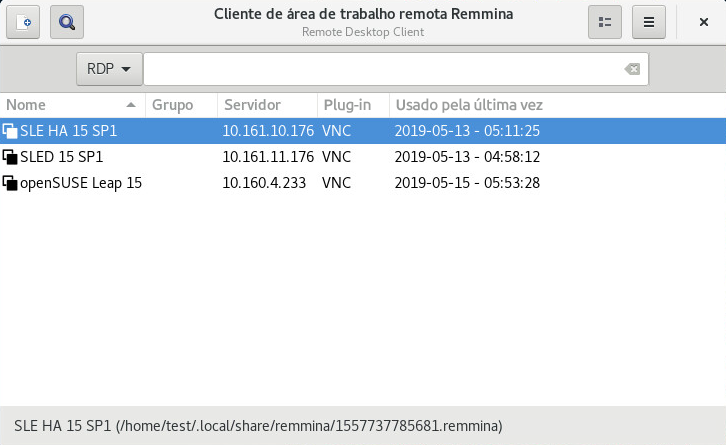 Cliente de área de trabalho remota Remmina
Remote Desktop Client
RDP
Nome Grupo Servidor Plug-in Usado pela última vez
SLE HA 15 SP1 10.161.10.176 VNC 2019-05-13 - 05:11:25
SLED 15 SP1 10.161.11.176 VNC 2019-05-13 - 04:58:12
openSUSE Leap 15 10.160.4.233 VNC 2019-05-15 - 05:53:28
SLE HA 15 SP1 (/home/test/.local/share/remmina/1557737785681.remmina)